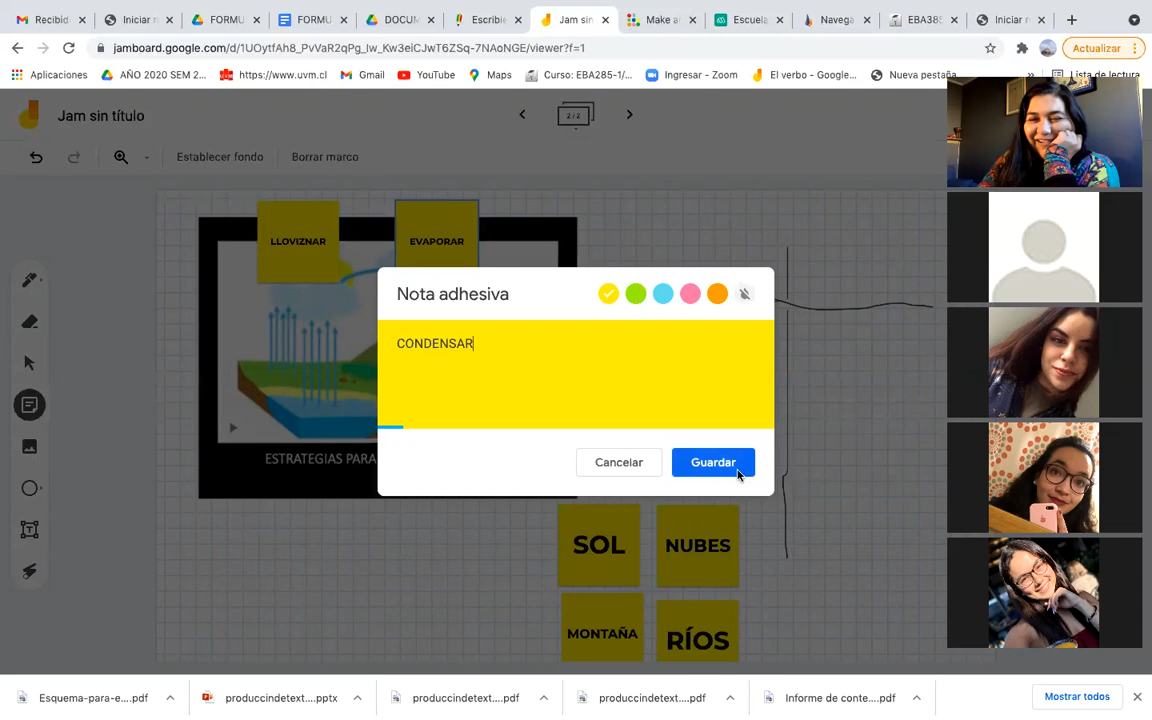 Recibid
Iniciar r
FORMU
FORMU
DOCUM
Escribie
Jam sin
Make ar
Escuela
Navega
EBA385
Iniciar r
jamboard.google.com/d/1UOytfAh8_PvVaR2qPg_Iw_Kw3eiCJwT6ZSq-7NAoNGE/viewer?f=1
Actualizar
Aplicaciones
AÑO 2020 SEM 2...
https://www.uvm.cl
Gmail
YouTube
Maps
Curso: EBA285-1/...
Ingresar - Zoom
El verbo - Google...
Nueva pestaña
»
Lista de lectura
Jam sin título
2/2
Establecer fondo
Borrar marco
LLOVIZNAR
EVAPORAR
Nota adhesiva
CONDENSAR
ESTRATEGIAS PARA
Cancelar
Guardar
SOL
NUBES
MONTAÑA
RÍOS
Esquema-para-e....pdf
produccindetext....pptx
produccindetext....pdf
produccindetext....pdf
Informe de conte....pdf
Mostrar todos